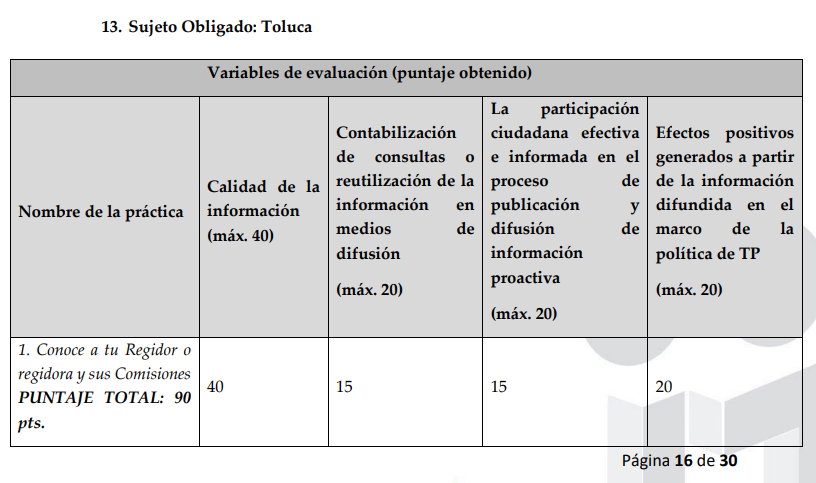 13. Sujeto Obligado: Toluca
Variables de evaluación (puntaje obtenido)
Nombre de la práctica
Calidad de la
información
(máx. 40)
Contabilización
de consultas o
reutilización de la
información en
medios de
difusión
(máx. 20)
La participación
ciudadana efectiva
e informada en el
proceso de
publicación y
difusión de
información
proactiva
(máx. 20)
Efectos positivos
generados a partir
de la información
difundida en el
marco de la
política de TP
(máx. 20)
1. Conoce a tu Regidor o
regidora y sus Comisiones
PUNTAJE TOTAL: 90
pts.
40
15
15
20
Página 16 de 30